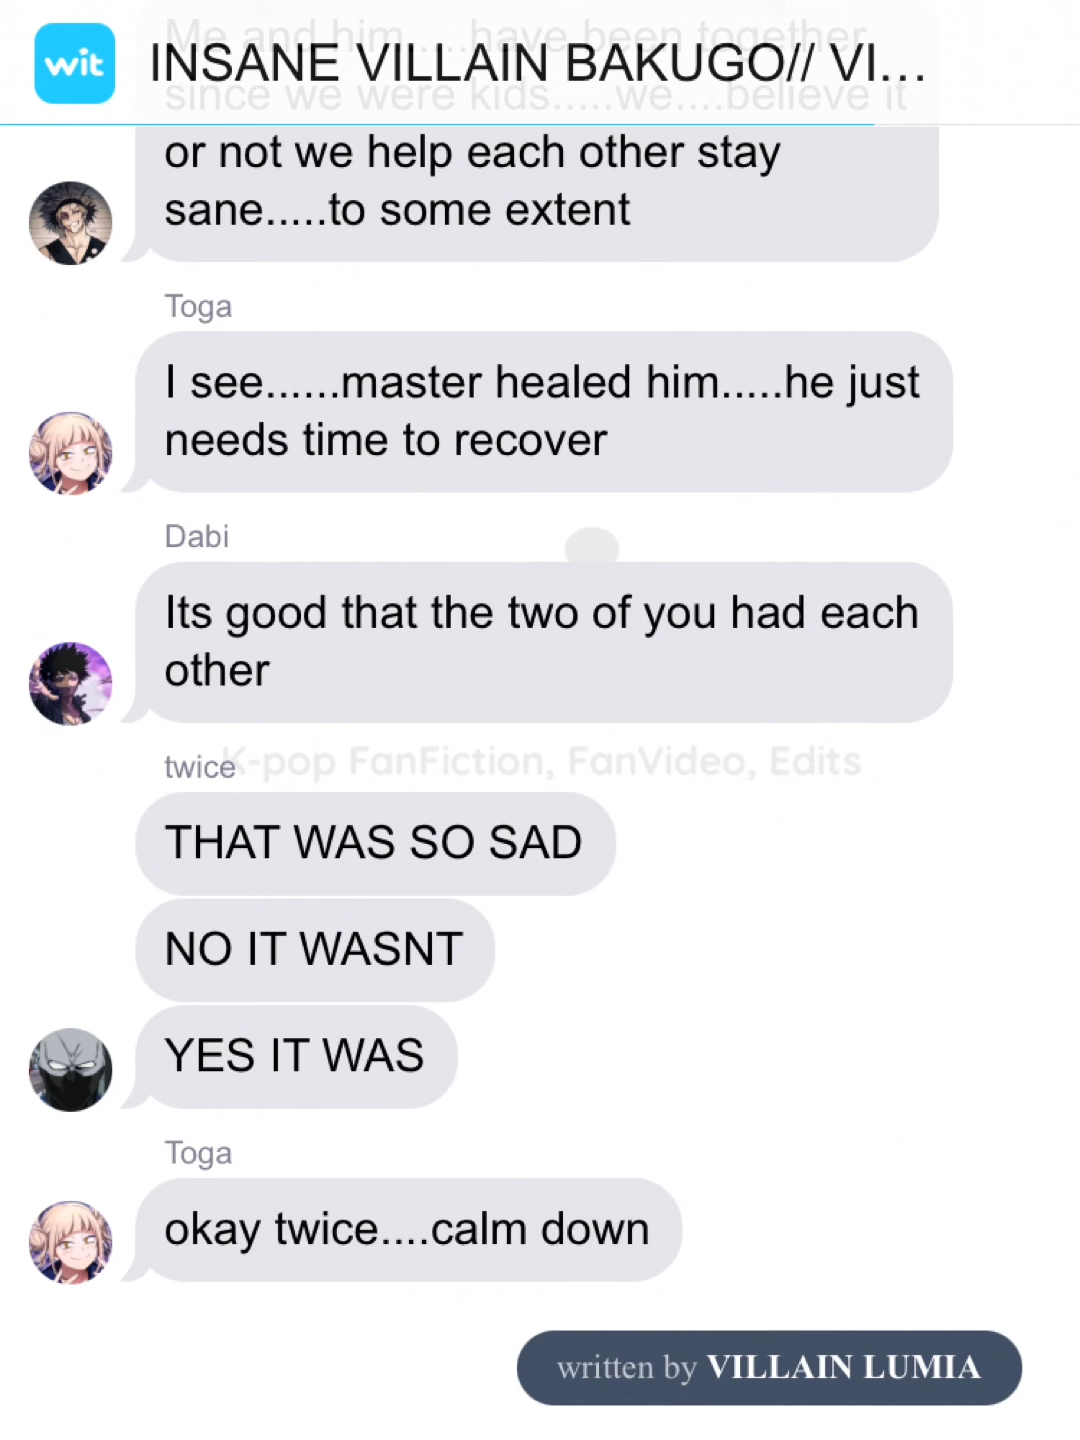 wit
INSANE VILLAIN BAKUGO// VI...
Me and him.....have been together
since we were kids.....we....believe it
or not we help each other stay
sane.....to some extent
Toga
I see......master healed him.....he just
needs time to recover
Dabi
Its good that the two of you had each
other
K-pop FanFiction, FanVideo, Edits
twice
THAT WAS SO SAD
NO IT WASNT
YES IT WAS
Toga
okay twice....calm down
written by VILLAIN LUMIA